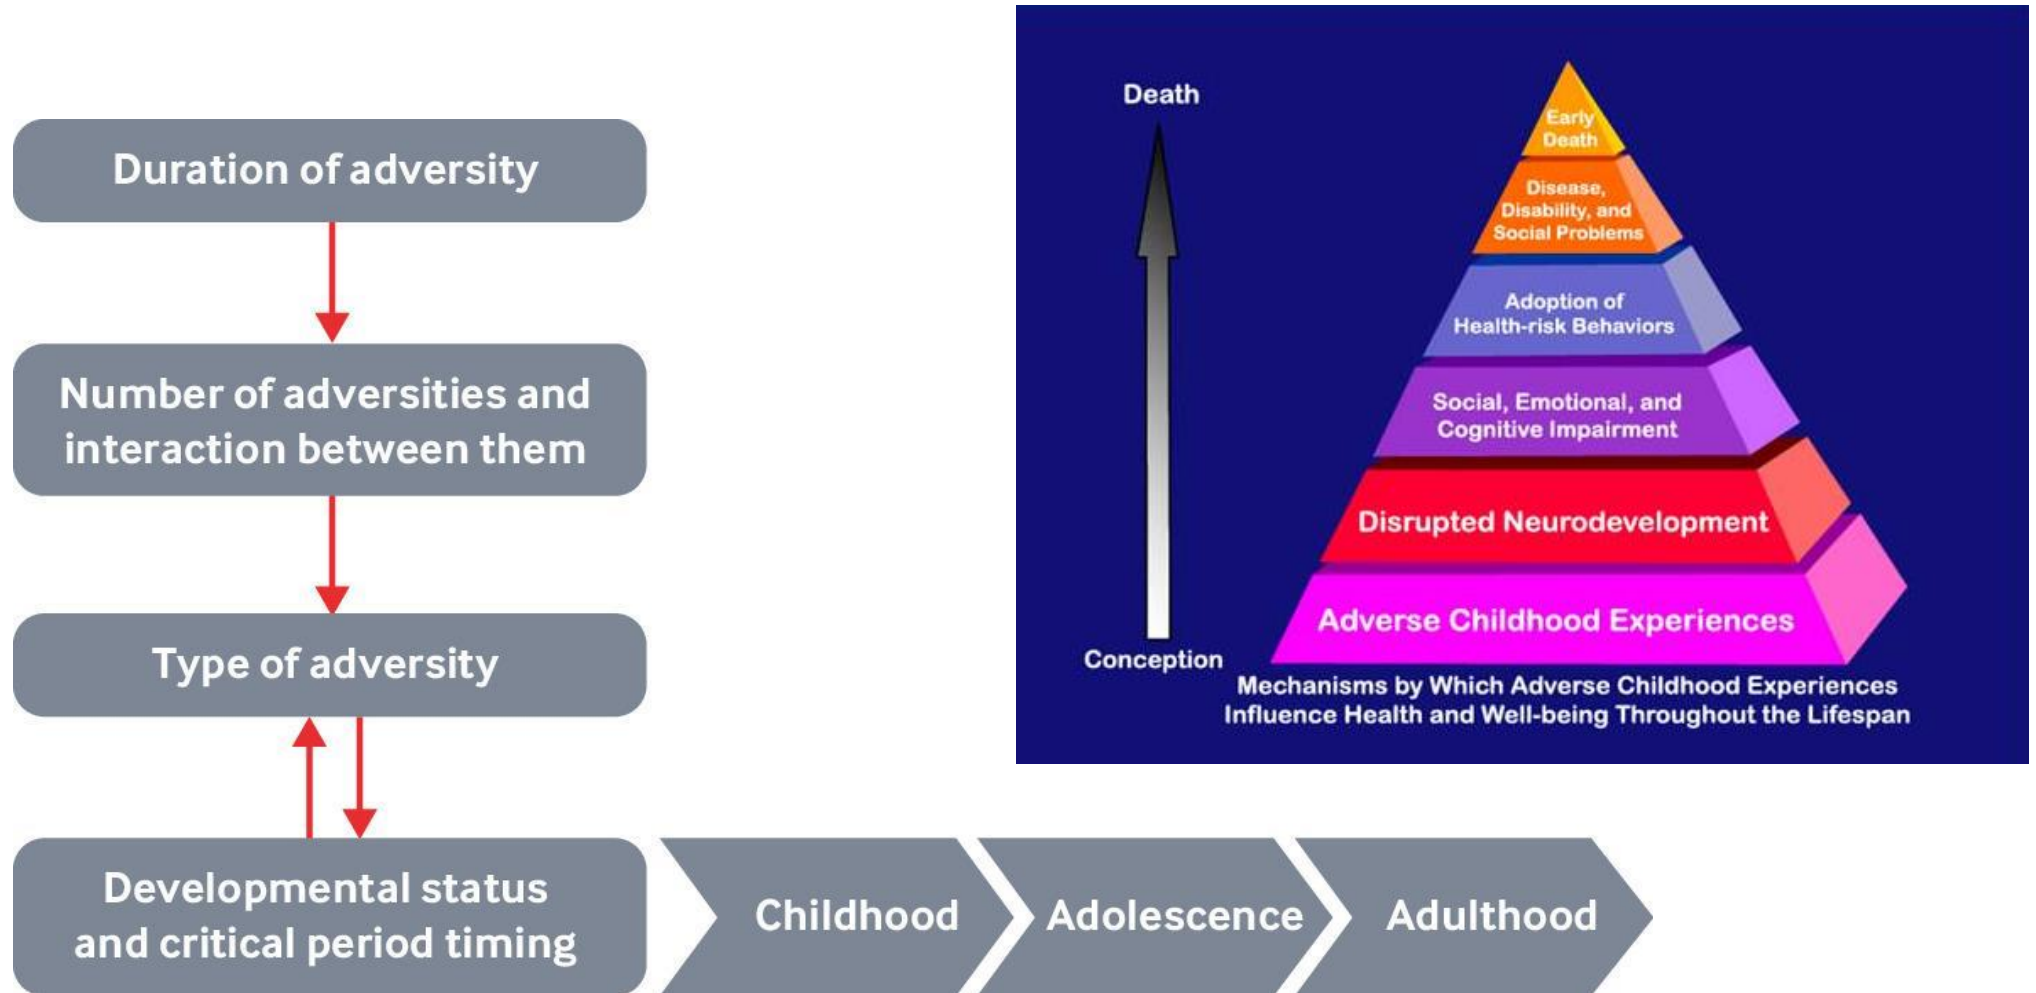 Duration of adversity
Number of adversities and
interaction between them
Type of adversity
Developmental status
and critical period timing
Childhood
Adolescence
Adulthood
Death
Conception
Early
Death
Disease,
Disability, and
Social Problems
Adoption of
Health-risk Behaviors
Social, Emotional, and
Cognitive Impairment
Disrupted Neurodevelopment
Adverse Childhood Experiences
Mechanisms by Which Adverse Childhood Experiences
Influence Health and Well-being Throughout the Lifespan